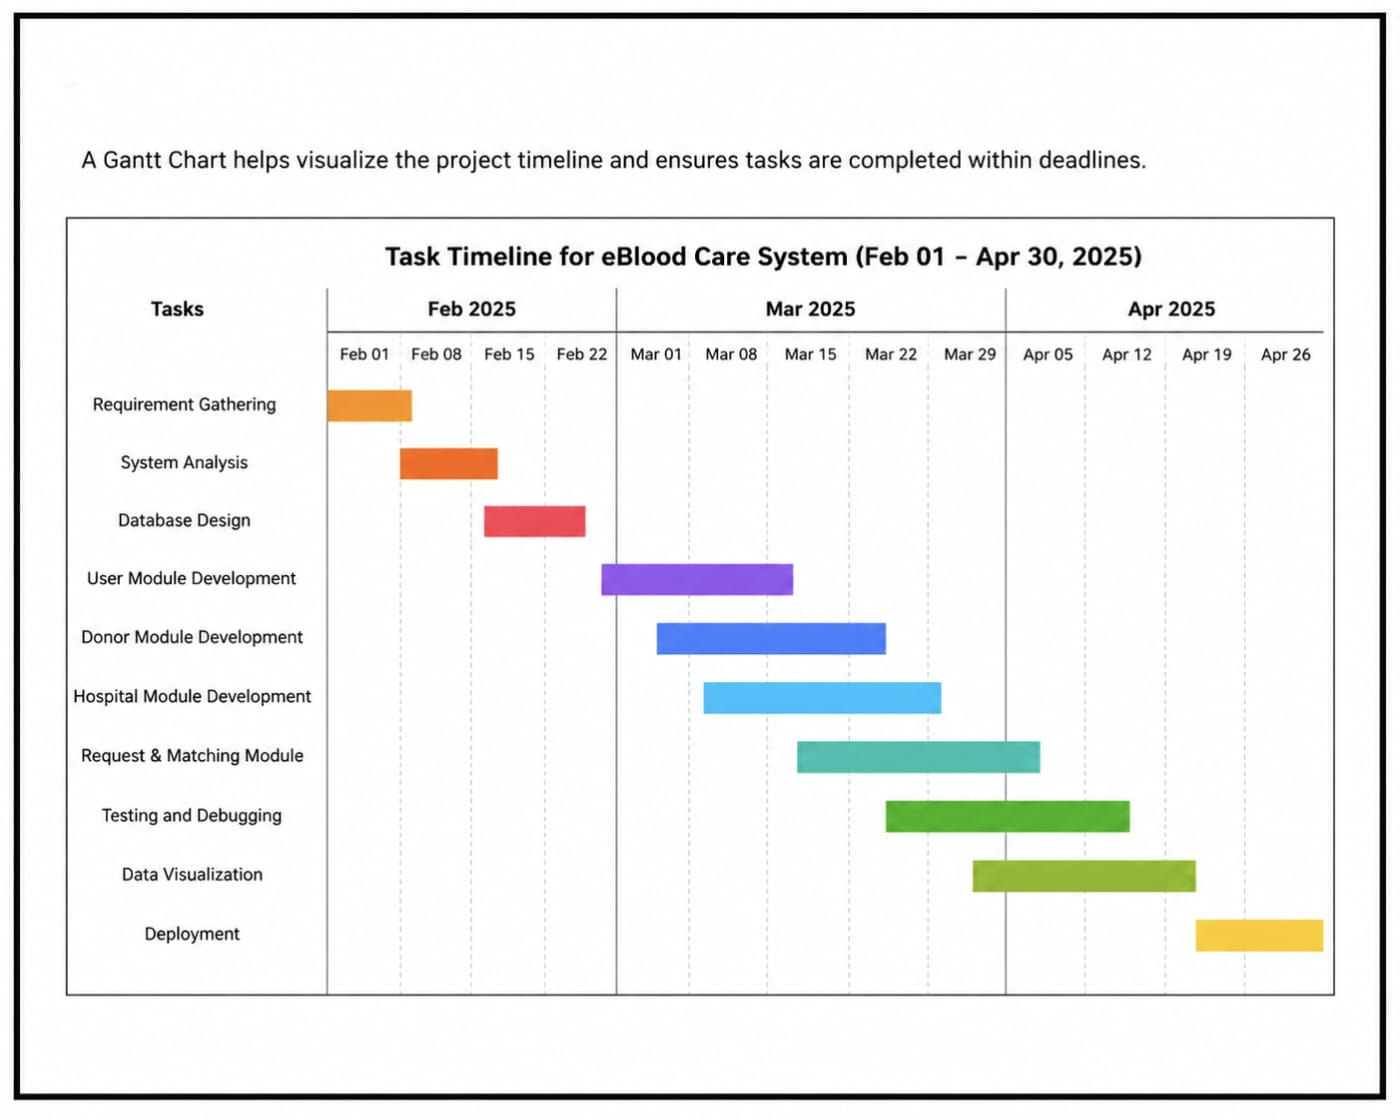 A Gantt Chart helps visualize the project timeline and ensures tasks are completed within deadlines.
Task Timeline for eBlood Care System (Feb 01 – Apr 30, 2025)
Tasks Feb 2025 Mar 2025 Apr 2025
Feb 01 Feb 08 Feb 15 Feb 22 Mar 01 Mar 08 Mar 15 Mar 22 Mar 29 Apr 05 Apr 12 Apr 19 Apr 26
Requirement Gathering
System Analysis
Database Design
User Module Development
Donor Module Development
Hospital Module Development
Request & Matching Module
Testing and Debugging
Data Visualization
Deployment